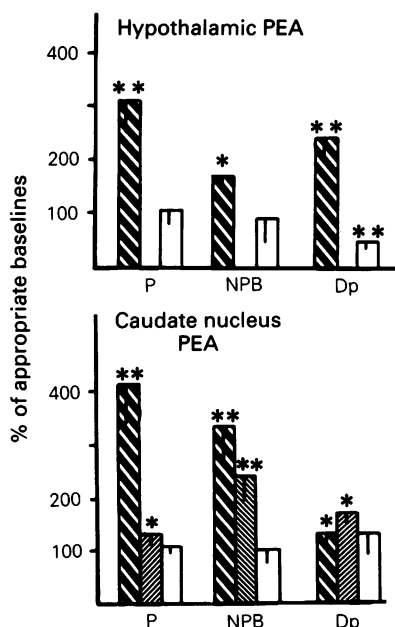 Hypothalamic PEA
400
200
100
**
*
**
**
P NPB Dp
% of appropriate baselines
Caudate nucleus
PEA
400
200
100
**
*
**
**
*
*
P NPB Dp